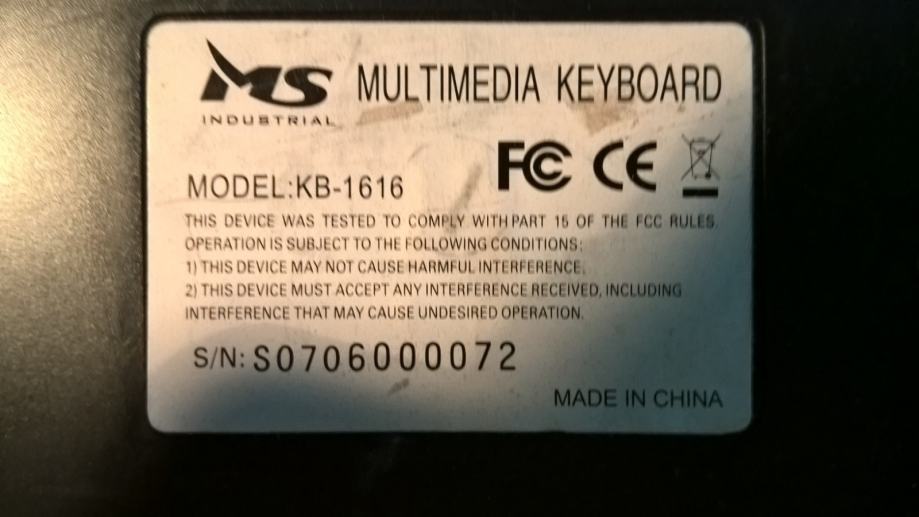 MS MULTIMEDIA KEYBOARD
INDUSTRIAL
FC CE
MODEL:KB-1616
THIS DEVICE WAS TESTED TO COMPLY WITH PART 15 OF THE FCC RULES.
OPERATION IS SUBJECT TO THE FOLLOWING CONDITIONS:
1) THIS DEVICE MAY NOT CAUSE HARMFUL INTERFERENCE.
2) THIS DEVICE MUST ACCEPT ANY INTERFERENCE RECEIVED, INCLUDING
INTERFERENCE THAT MAY CAUSE UNDESIRED OPERATION.
S/N: S0706000072
MADE IN CHINA